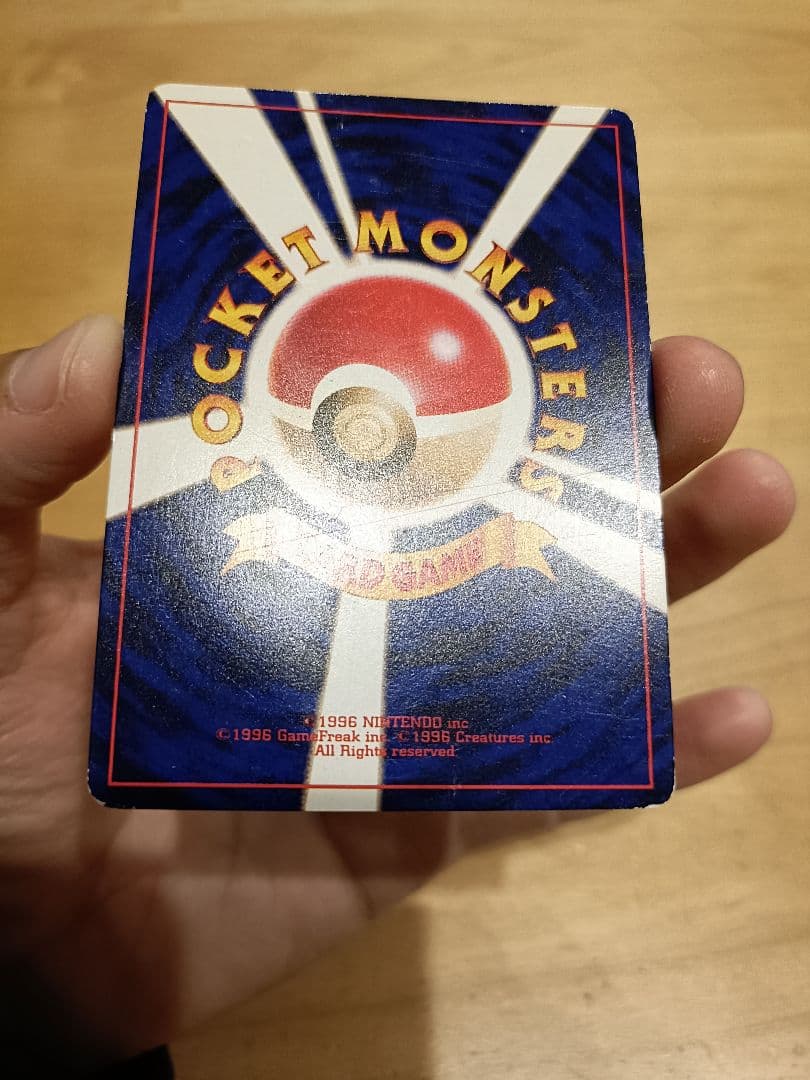 POCKET MONSTERS
CARD GAME
©1996 NINTENDO inc
©1996 GameFreak inc. ©1996 Creatures inc.
All Rights reserved.